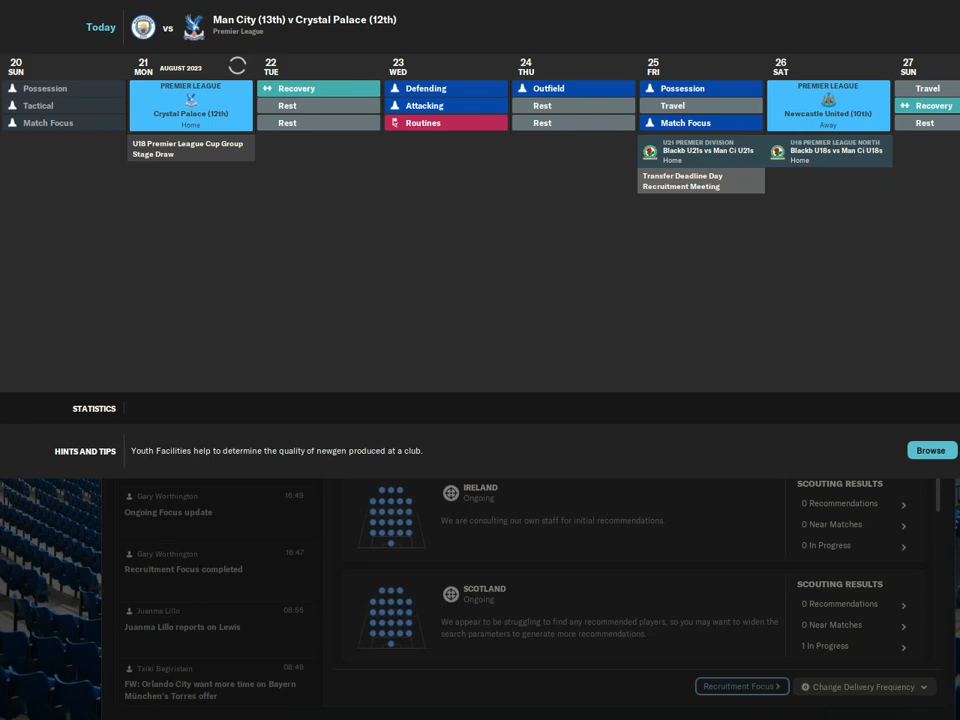 Today
vs
Man City (13th) v Crystal Palace (12th)
Premier League
20
SUN
21
MON AUGUST 2023
22
TUE
23
WED
24
THU
25
FRI
26
SAT
27
SUN
Possession
Tactical
Match Focus
PREMIER LEAGUE
Crystal Palace (12th)
Home
U18 Premier League Cup Group
Stage Draw
Recovery
Rest
Rest
Defending
Attacking
Routines
Outfield
Rest
Rest
Possession
Travel
Match Focus
U21 PREMIER DIVISION
Blackb U21s vs Man Ci U21s
Home
Transfer Deadline Day
Recruitment Meeting
PREMIER LEAGUE
Newcastle United (10th)
Away
U18 PREMIER LEAGUE NORTH
Blackb U18s vs Man Ci U18s
Home
Travel
Recovery
Rest
STATISTICS
HINTS AND TIPS
Youth Facilities help to determine the quality of newgen produced at a club.
Browse
Gary Worthington 16:49
Ongoing Focus update
Gary Worthington 16:47
Recruitment Focus completed
Juanma Lillo 08:55
Juanma Lillo reports on Lewis
Txiki Begiristain 08:49
FW: Orlando City want more time on Bayern
München's Torres offer
IRELAND
Ongoing
We are consulting our own staff for initial recommendations.
SCOUTING RESULTS
0 Recommendations
0 Near Matches
0 In Progress
SCOTLAND
Ongoing
We appear to be struggling to find any recommended players, so you may want to widen the
search parameters to generate more recommendations.
SCOUTING RESULTS
0 Recommendations
0 Near Matches
1 In Progress
Recruitment Focus
Change Delivery Frequency